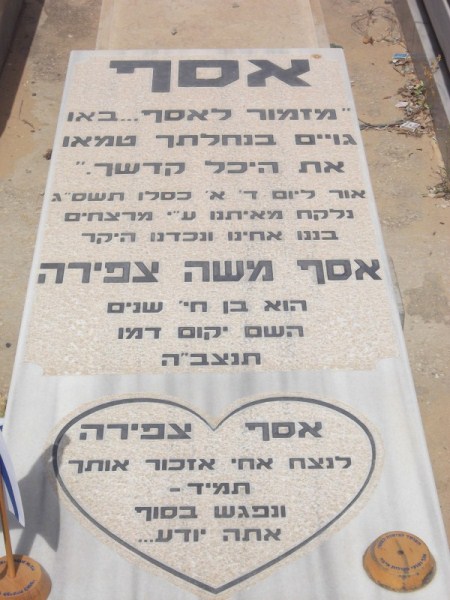 אסף
"מזמור לאסף...באו
גויים בנחלתך טמאו
את היכל קדשך."
אור ליום ד' א' כסלו תשס"ג
נלקח מאיתנו ע"י מרצחים
בננו אחינו ונכדנו היקר
אסף משה צפירה
הוא בן חי' שנים
השם יקום דמו
תנצב"ה
אסף צפירה
לנצח אחי אזכור אותך
תמיד-
ונפגש בסוף
אתה יודע...